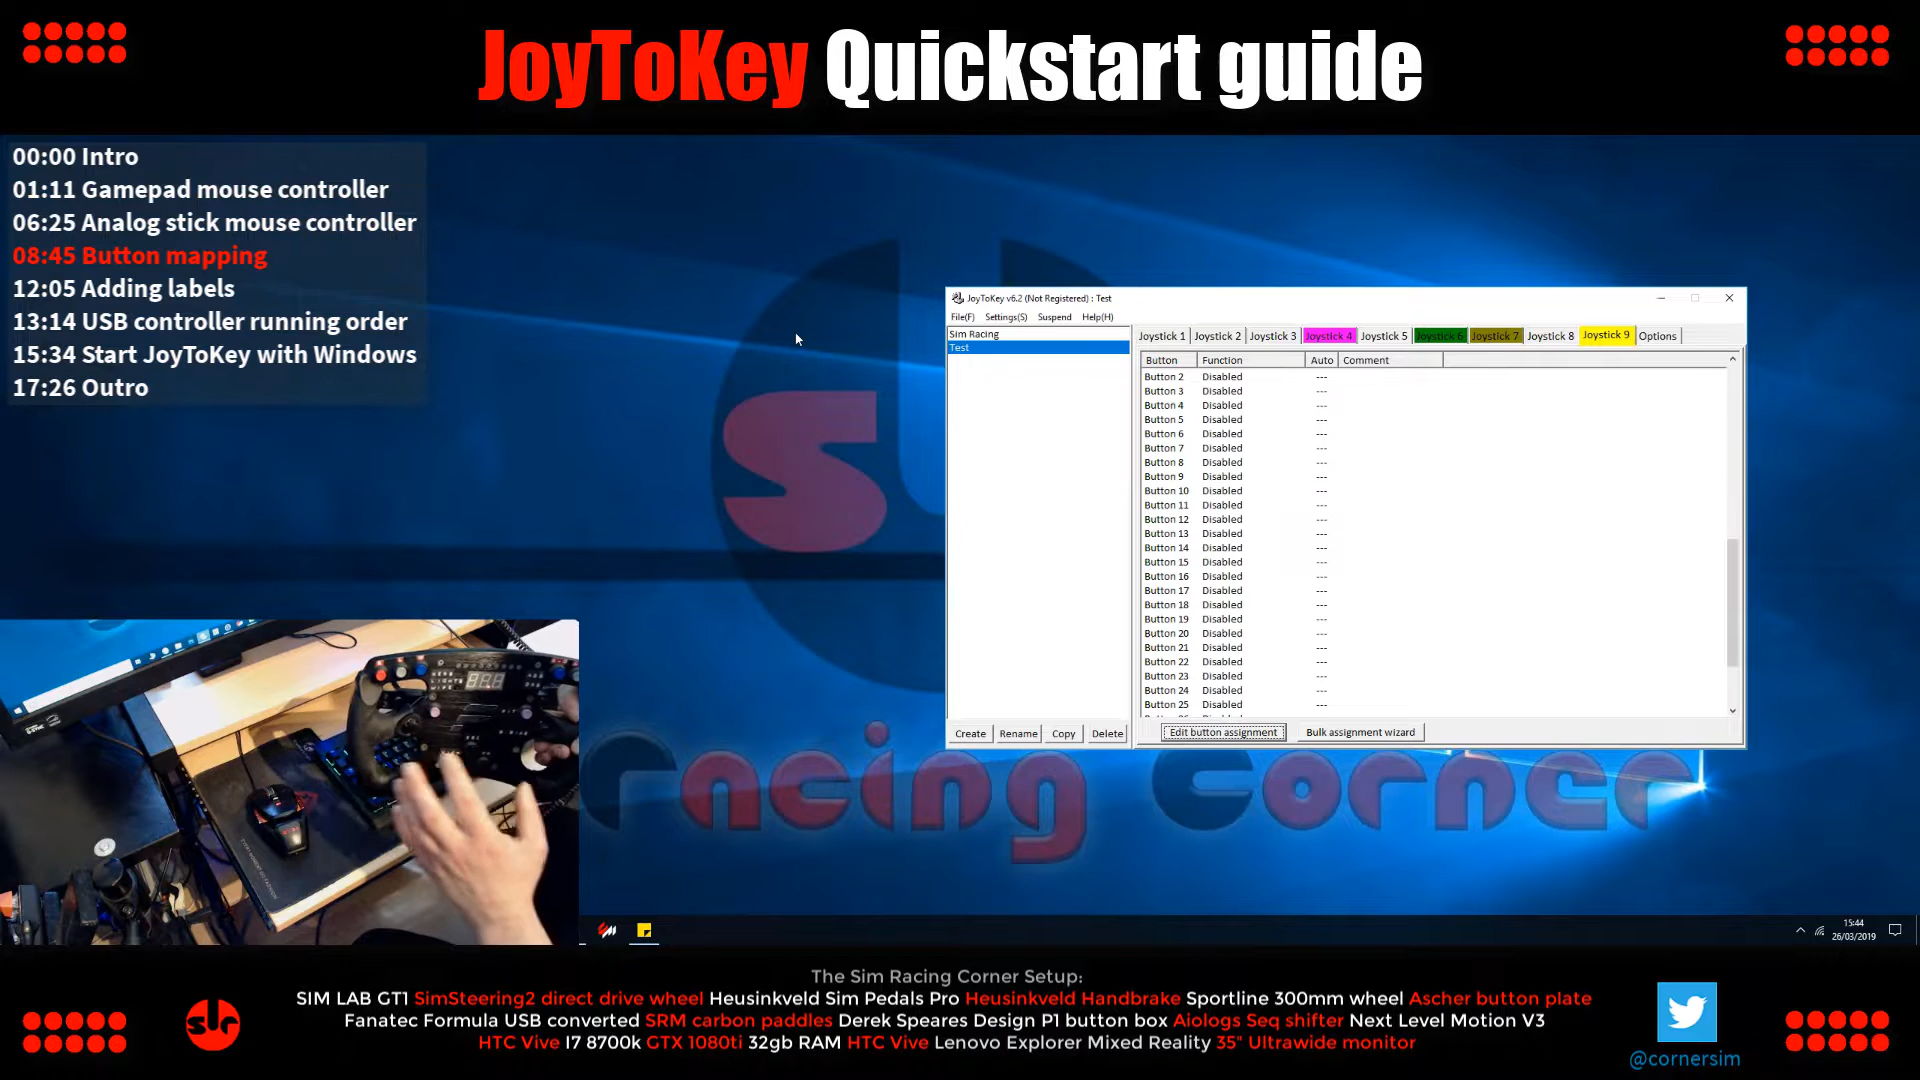 JoyToKey Quickstart guide
00:00 Intro
01:11 Gamepad mouse controller
06:25 Analog stick mouse controller
08:45 Button mapping
12:05 Adding labels
13:14 USB controller running order
15:34 Start JoyToKey with Windows
17:26 Outro
JoyToKey v6.2 (Not Registered) : Test
File(F) Settings(S) Suspend Help(H)
Sim Racing
Test
Joystick 1 Joystick 2 Joystick 3 Joystick 4 Joystick 5 Joystick 6 Joystick 7 Joystick 8 Joystick 9 Options
Button Function Auto Comment
Button 2 Disabled ---
Button 3 Disabled ---
Button 4 Disabled ---
Button 5 Disabled ---
Button 6 Disabled ---
Button 7 Disabled ---
Button 8 Disabled ---
Button 9 Disabled ---
Button 10 Disabled ---
Button 11 Disabled ---
Button 12 Disabled ---
Button 13 Disabled ---
Button 14 Disabled ---
Button 15 Disabled ---
Button 16 Disabled ---
Button 17 Disabled ---
Button 18 Disabled ---
Button 19 Disabled ---
Button 20 Disabled ---
Button 21 Disabled ---
Button 22 Disabled ---
Button 23 Disabled ---
Button 24 Disabled ---
Button 25 Disabled ---
Create Rename Copy Delete
Edit button assignment Bulk assignment wizard
racing corner
15:44
26/03/2019
The Sim Racing Corner Setup:
SIM LAB GT1 SimSteering2 direct drive wheel Heusinkveld Sim Pedals Pro Heusinkveld Handbrake Sportline 300mm wheel Ascher button plate
Fanatec Formula USB converted SRM carbon paddles Derek Speares Design P1 button box Aiologs Seq shifter Next Level Motion V3
HTC Vive I7 8700k GTX 1080ti 32gb RAM HTC Vive Lenovo Explorer Mixed Reality 35" Ultrawide monitor
sur
@cornersim